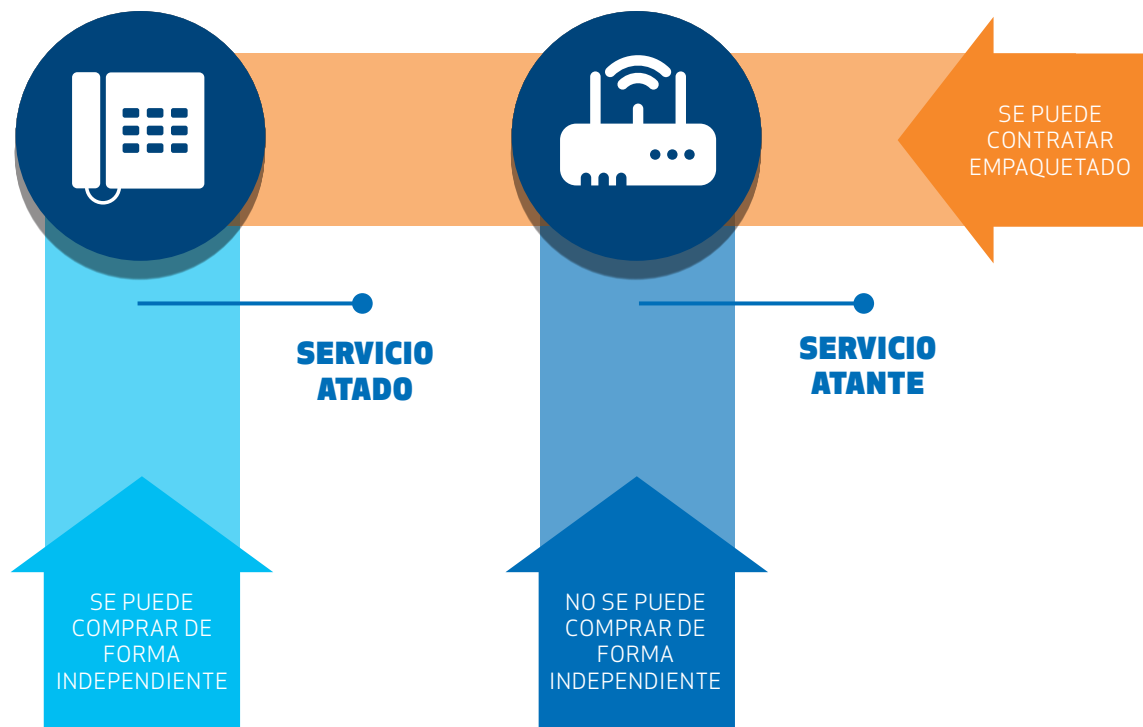 SE PUEDE
CONTRATAR
EMPAQUETADO
SERVICIO
ATADO
SERVICIO
ATANTE
SE PUEDE
COMPRAR DE
FORMA
INDEPENDIENTE
NO SE PUEDE
COMPRAR DE
FORMA
INDEPENDIENTE